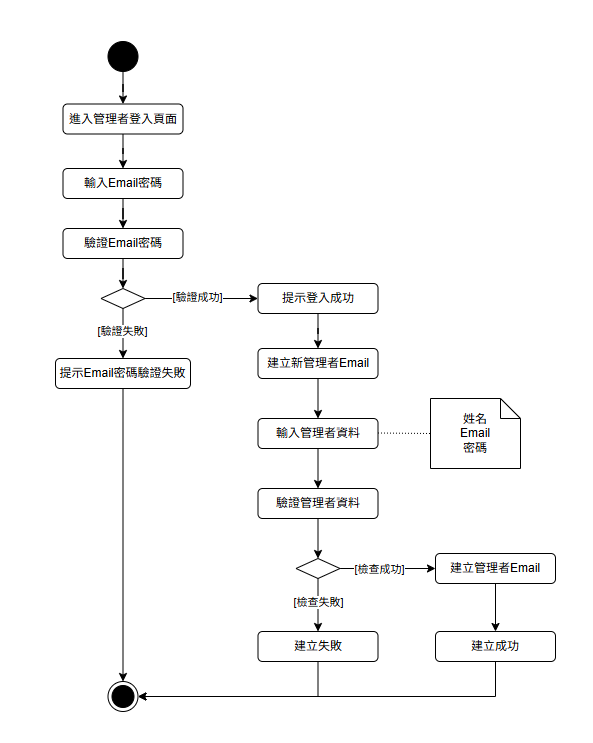 進入管理者登入頁面
輸入Email密碼
驗證Email密碼
[驗證成功]
提示登入成功
[驗證失敗]
提示Email密碼驗證失敗
建立新管理者Email
輸入管理者資料
姓名
Email
密碼
驗證管理者資料
[檢查成功]
建立管理者Email
[檢查失敗]
建立失敗
建立成功